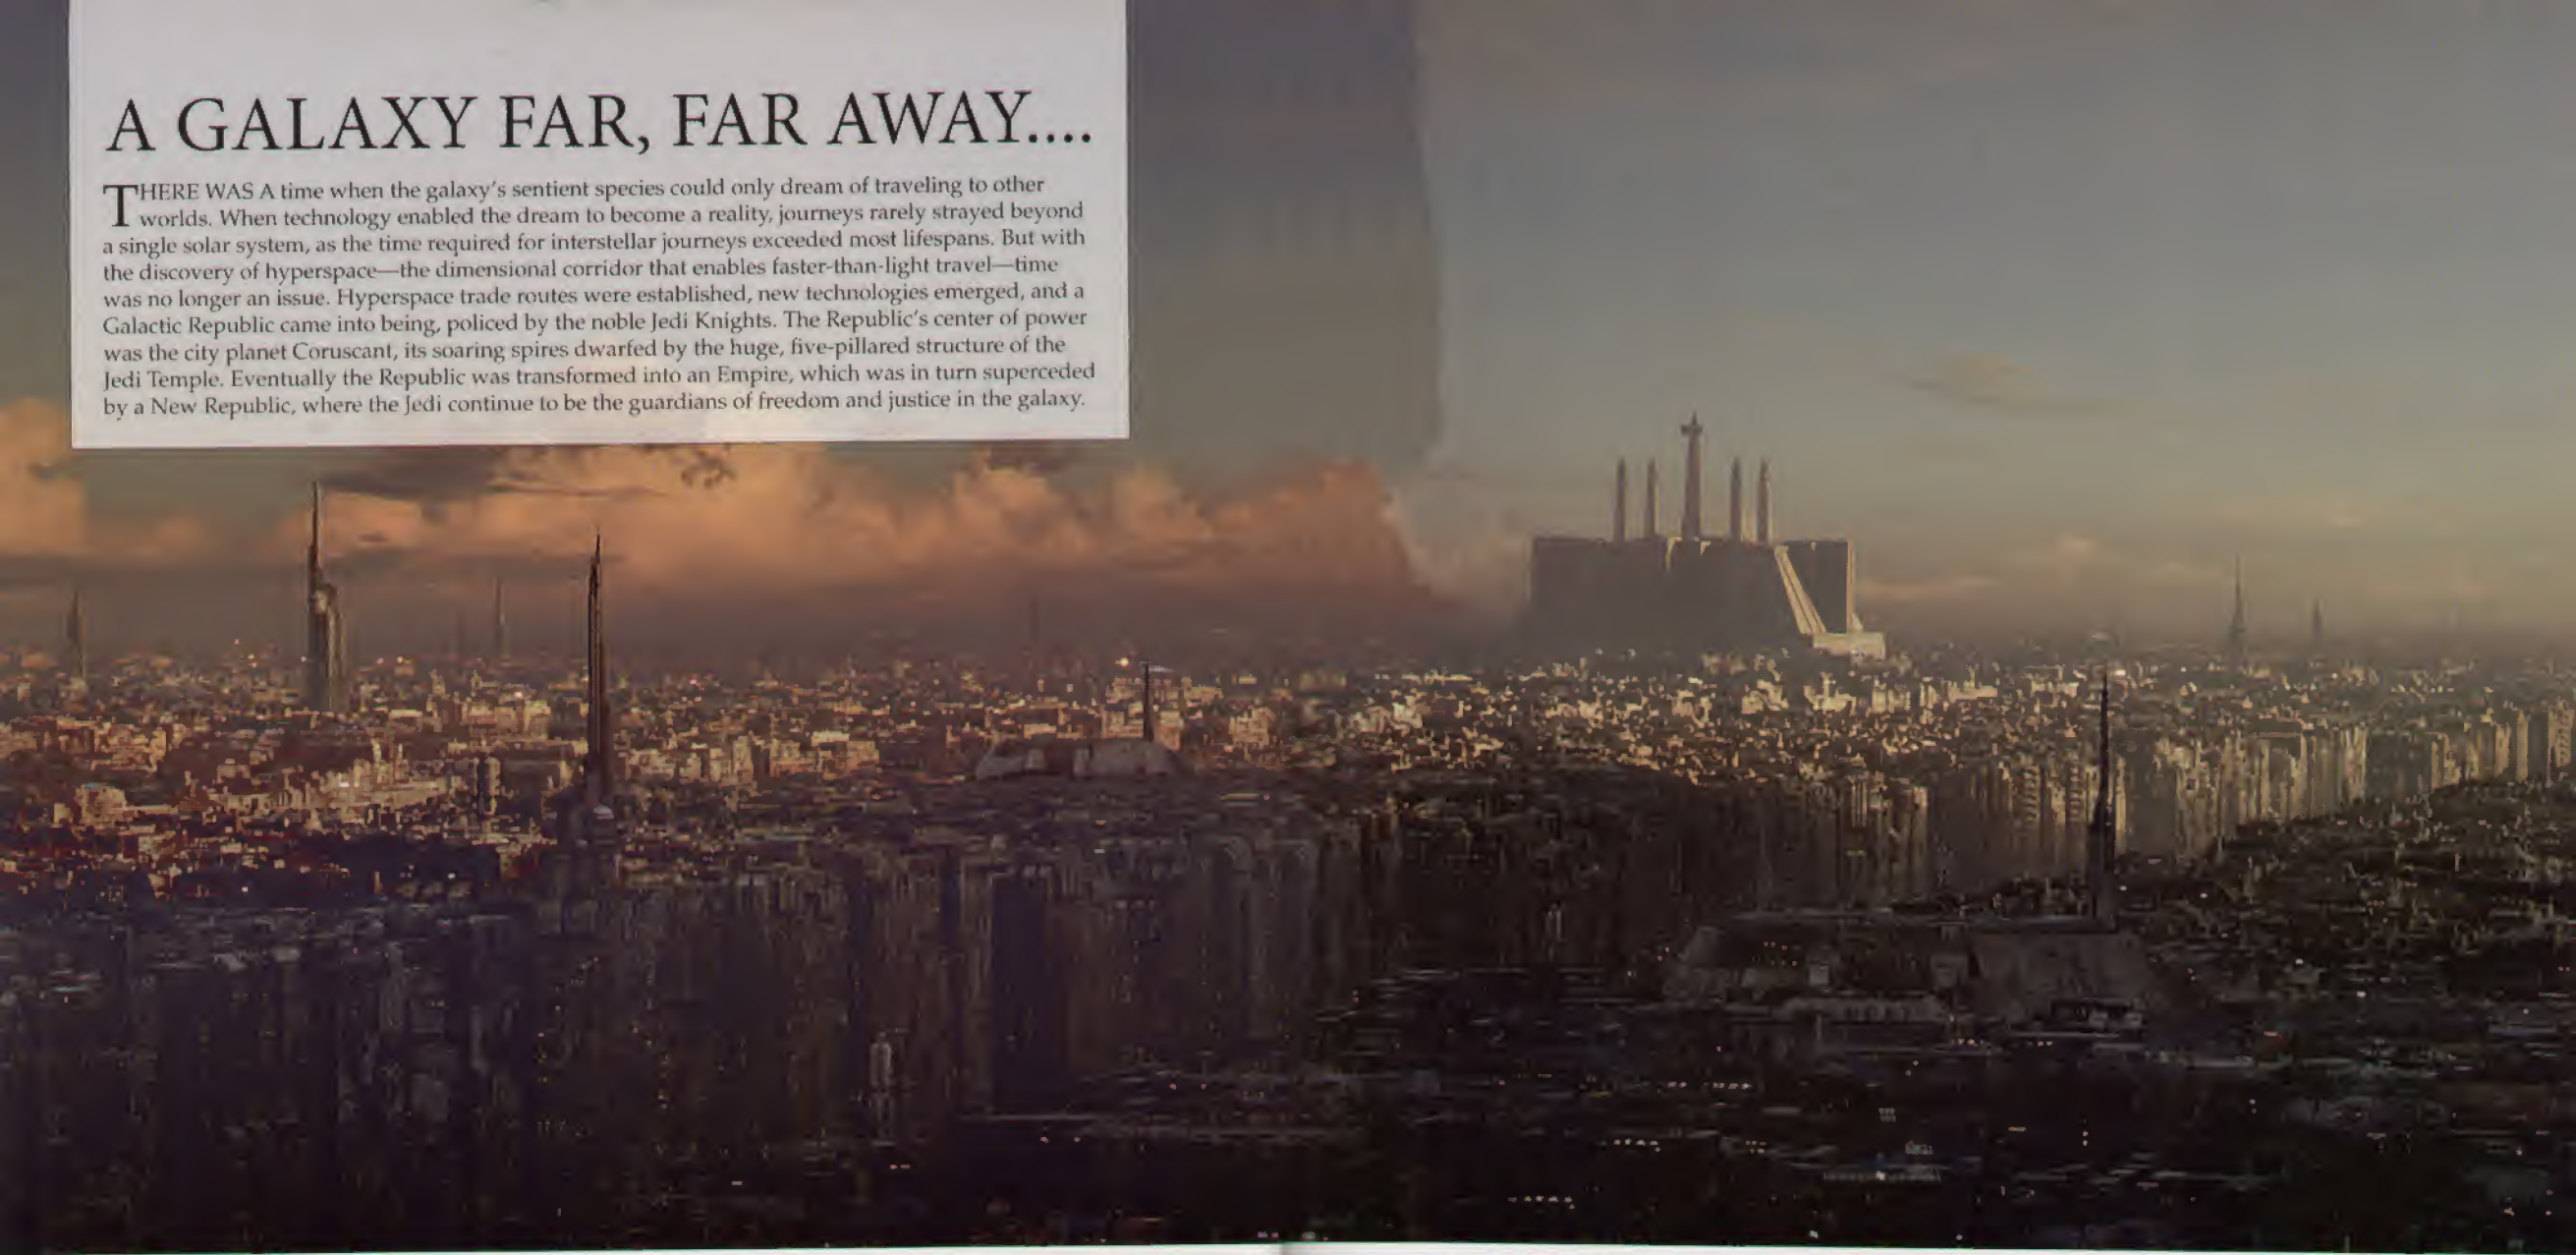 A GALAXY FAR, FAR AWAY....
THERE WAS A time when the galaxy's sentient species could only dream of traveling to other
worlds. When technology enabled the dream to become a reality, journeys rarely strayed beyond
a single solar system, as the time required for interstellar journeys exceeded most lifespans. But with
the discovery of hyperspace—the dimensional corridor that enables faster-than-light travel—time
was no longer an issue. Hyperspace trade routes were established, new technologies emerged, and a
Galactic Republic came into being, policed by the noble Jedi Knights. The Republic's center of power
was the city planet Coruscant, its soaring spires dwarfed by the huge, five-pillared structure of the
Jedi Temple. Eventually the Republic was transformed into an Empire, which was in turn superceded
by a New Republic, where the Jedi continue to be the guardians of freedom and justice in the galaxy.